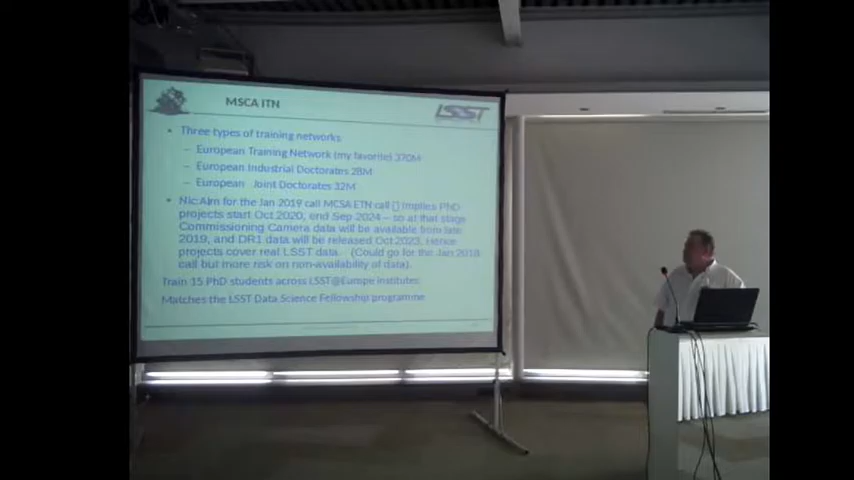 MSCA ITN
LSST
• Three types of training networks.
– European Training Network (my favorite) 370M
– European Industrial Doctorates 28M
– European Joint Doctorates 32M
• Nic:Aim for the Jan 2019 call MCSA ETN call () implies PhD
projects start Oct 2020, end Sep 2024 – so at that stage
Commissioning Camera data will be available from late
2019, and DR1 data will be released Oct 2023, Hence
projects cover real LSST data. (Could go for the Jan 2018
call but more risk on non-availability of data).
Train 15 PhD students across LSST@Europe institutes.
Matches the LSST Data Science Fellowship programme